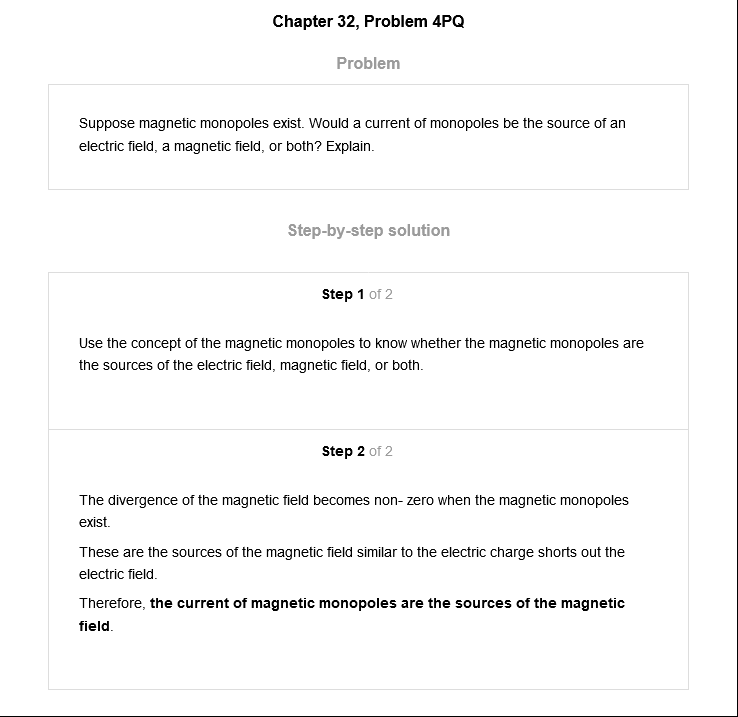 Chapter 32, Problem 4PQ
Problem
Suppose magnetic monopoles exist. Would a current of monopoles be the source of an
electric field, a magnetic field, or both? Explain.
Step-by-step solution
Step 1 of 2
Use the concept of the magnetic monopoles to know whether the magnetic monopoles are
the sources of the electric field, magnetic field, or both.
Step 2 of 2
The divergence of the magnetic field becomes non- zero when the magnetic monopoles
exist.
These are the sources of the magnetic field similar to the electric charge shorts out the
electric field.
Therefore, the current of magnetic monopoles are the sources of the magnetic
field.